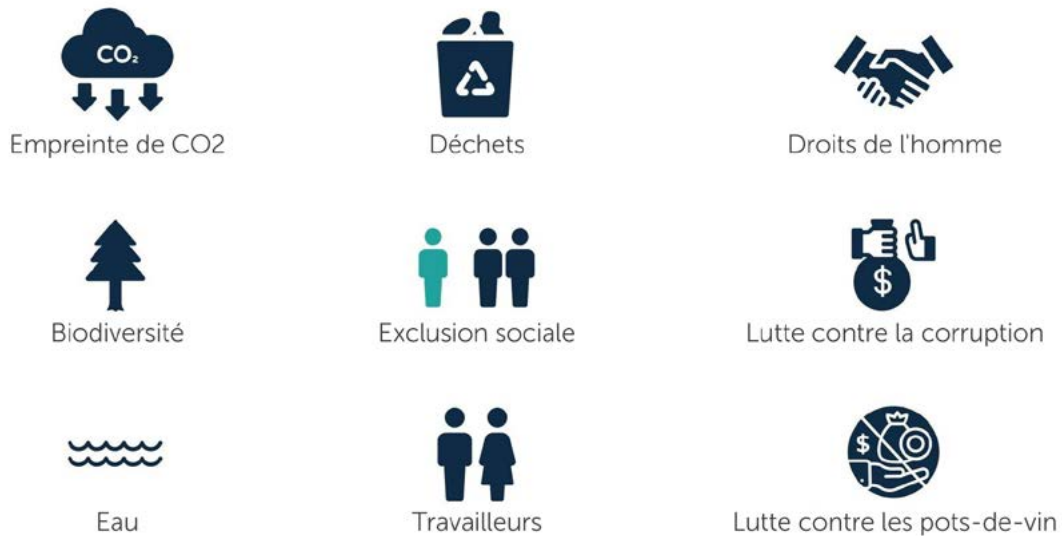 CO₂
Empreinte de CO2
Déchets
Droits de l'homme
Biodiversité
Exclusion sociale
$
Lutte contre la corruption
Eau
Travailleurs
$
Lutte contre les pots-de-vin